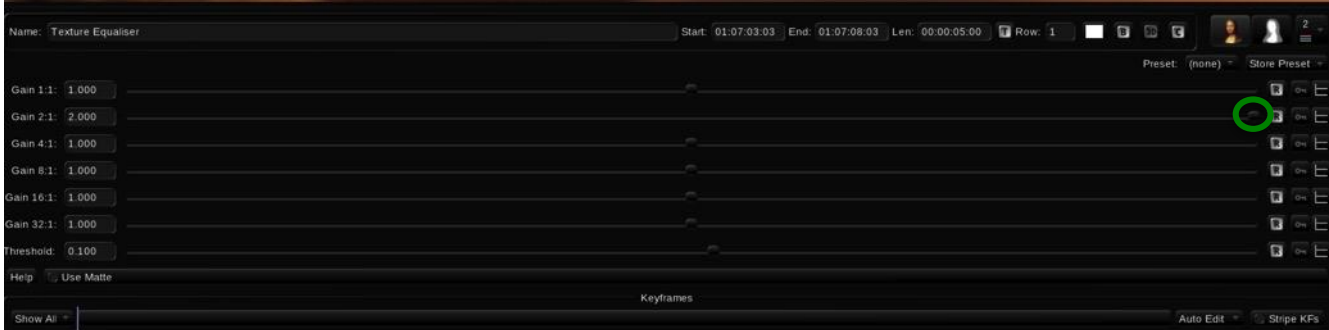 Name: Texture Equaliser Start: 01:07:03:03 End: 01:07:08:03 Len: 00:00:05:00 T Row: 1 2
Preset: (none) Store Preset
Gain 1:1: 1.000 R
Gain 2:1: 2.000 R
Gain 4:1: 1.000 R
Gain 8:1: 1.000 R
Gain 16:1: 1.000 R
Gain 32:1: 1.000 R
Threshold: 0.100 R
Help Use Matte
Keyframes
Show All Auto Edit Stripe KFs